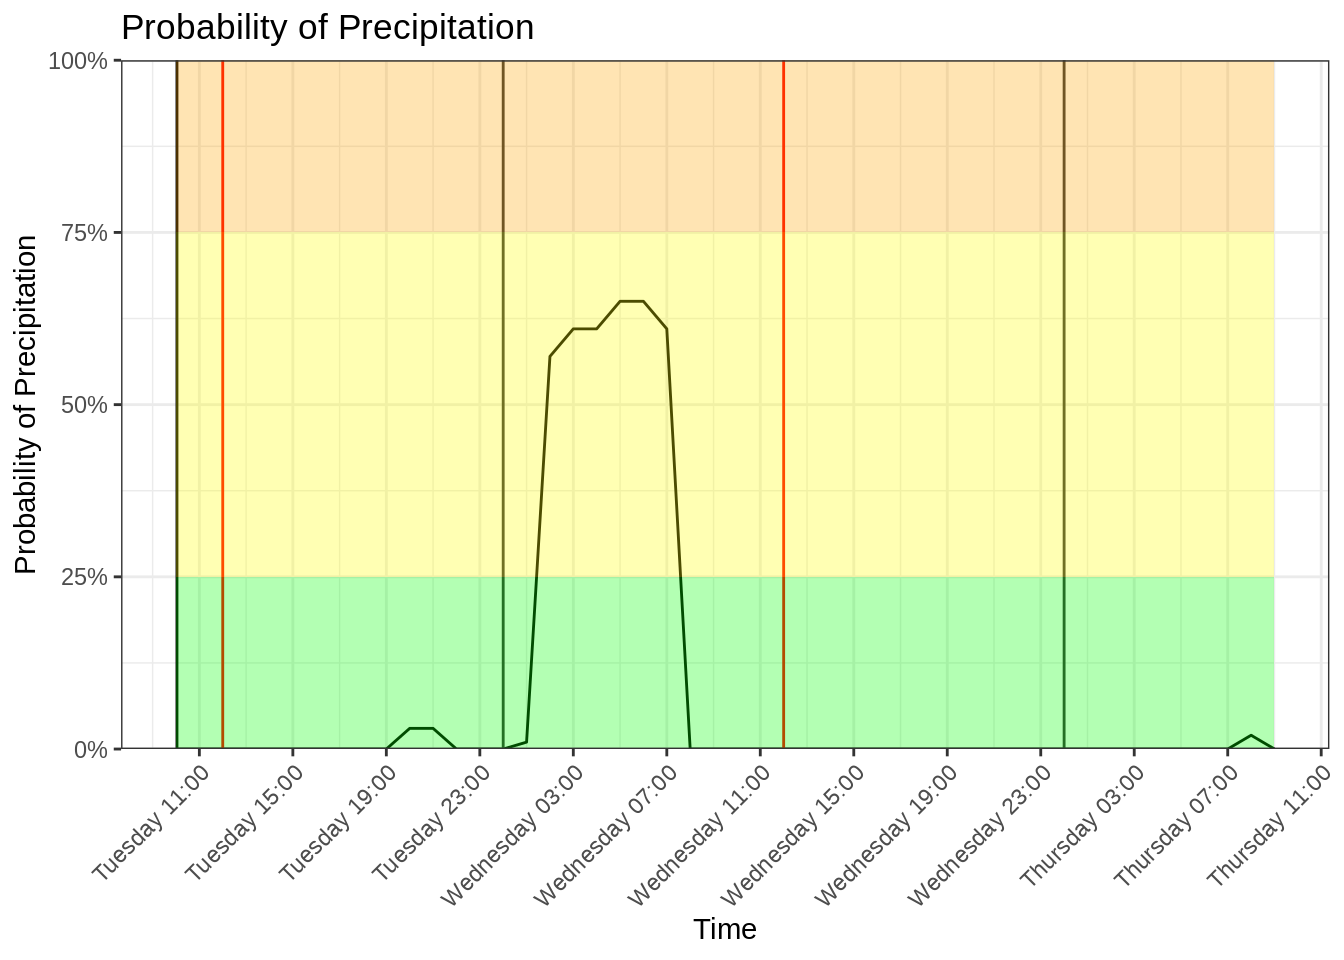 Probability of Precipitation
Probability of Precipitation
100%
75%
50%
25%
0%
Tuesday 11:00
Tuesday 15:00
Tuesday 19:00
Tuesday 23:00
Wednesday 03:00
Wednesday 07:00
Wednesday 11:00
Wednesday 15:00
Wednesday 19:00
Wednesday 23:00
Thursday 03:00
Thursday 07:00
Thursday 11:00
Time